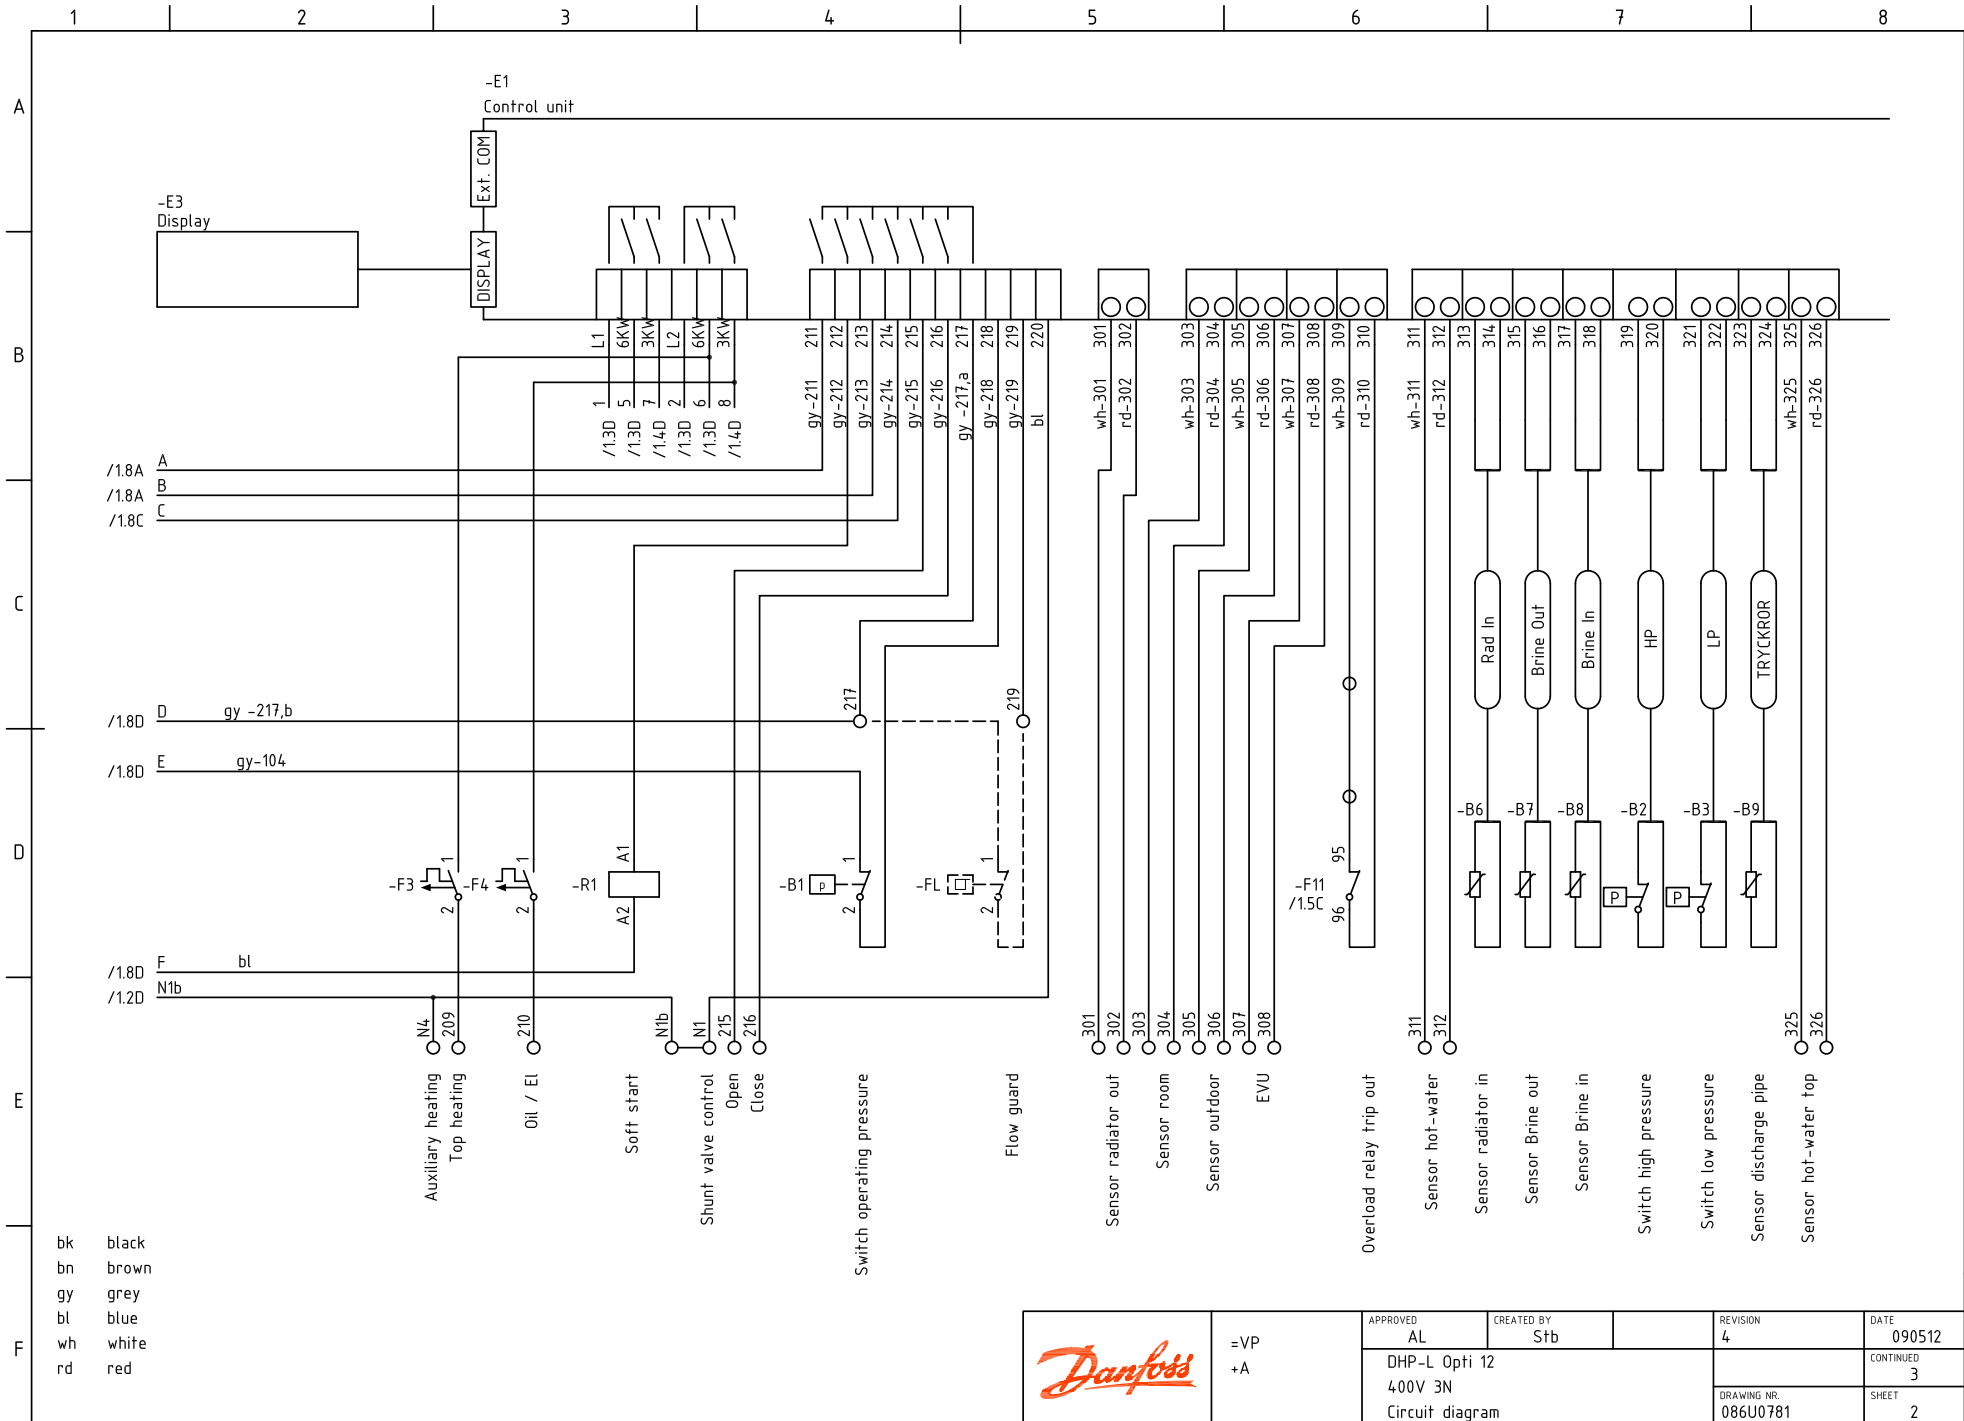 1 2 3 4 5 6 7 8
A
B
C
D
E
F
-E1
Control unit
Ext. COM
DISPLAY
-E3
Display
L1 6KW 3KW L2 6KW 3KW
1 5 7 2 6 8
/1.3D /1.3D /1.4D /1.3D /1.3D /1.4D
211 212 213 214 215 216 217 218 219 220
gy-211 gy-212 gy-213 gy-214 gy-215 gy-216 gy -217,a gy-218 gy-219 bl
301 302 303 304 305 306 307 308 309 310
wh-301 rd-302 wh-303 rd-304 wh-305 rd-306 wh-307 rd-308 wh-309 rd-310
311 312 313 314 315 316 317 318 319 320 321 322 323 324 325 326
wh-311 rd-312 wh-325 rd-326
/1.8A A
/1.8A B
/1.8C C
Rad In
Brine Out
Brine In
HP
LP
TRYCKROR
217 219
/1.8D D gy -217,b
/1.8D E gy-104
-B6 -B7 -B8 -B2 -B3 -B9
-F3 1 2
-F4 1 2
-R1 A1 A2
-B1 p 1 2
-FL 1 2
-F11
/1.5C
95 96
P P
/1.8D F bl
/1.2D N1b
N4 209 210 N1b N1 215 216
301 302 303 304 305 306 307 308
311 312 325 326
Auxiliary heating
Top heating
Oil / El
Soft start
Shunt valve control
Open
Close
Switch operating pressure
Flow guard
Sensor radiator out
Sensor room
Sensor outdoor
EVU
Overload relay trip out
Sensor hot-water
Sensor radiator in
Sensor Brine out
Sensor Brine in
Switch high pressure
Switch low pressure
Sensor discharge pipe
Sensor hot-water top
bk black
bn brown
gy grey
bl blue
wh white
rd red
Danfoss
=VP
+A
APPROVED
AL
CREATED BY
Stb
REVISION
4
DATE
090512
DHP-L Opti 12
400V 3N
Circuit diagram
CONTINUED
3
DRAWING NR.
086U0781
SHEET
2